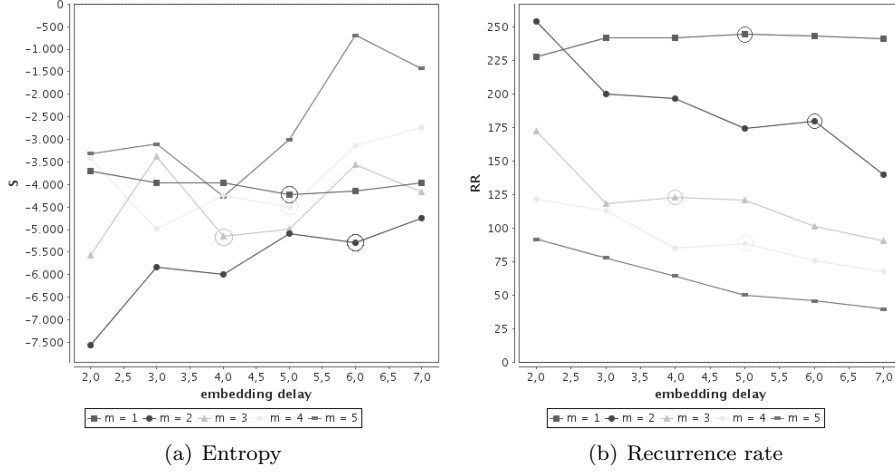 0
-500
-1.000
-1.500
-2.000
-2.500
-3.000
-3.500
-4.000
-4.500
-5.000
-5.500
-6.000
-6.500
-7.000
-7.500
S
2,0 2,5 3,0 3,5 4,0 4,5 5,0 5,5 6,0 6,5 7,0
embedding delay
m = 1 m = 2 m = 3 m = 4 m = 5
(a) Entropy
250
225
200
175
150
125
100
75
50
25
0
RR
2,0 2,5 3,0 3,5 4,0 4,5 5,0 5,5 6,0 6,5 7,0
embedding delay
m = 1 m = 2 m = 3 m = 4 m = 5
(b) Recurrence rate